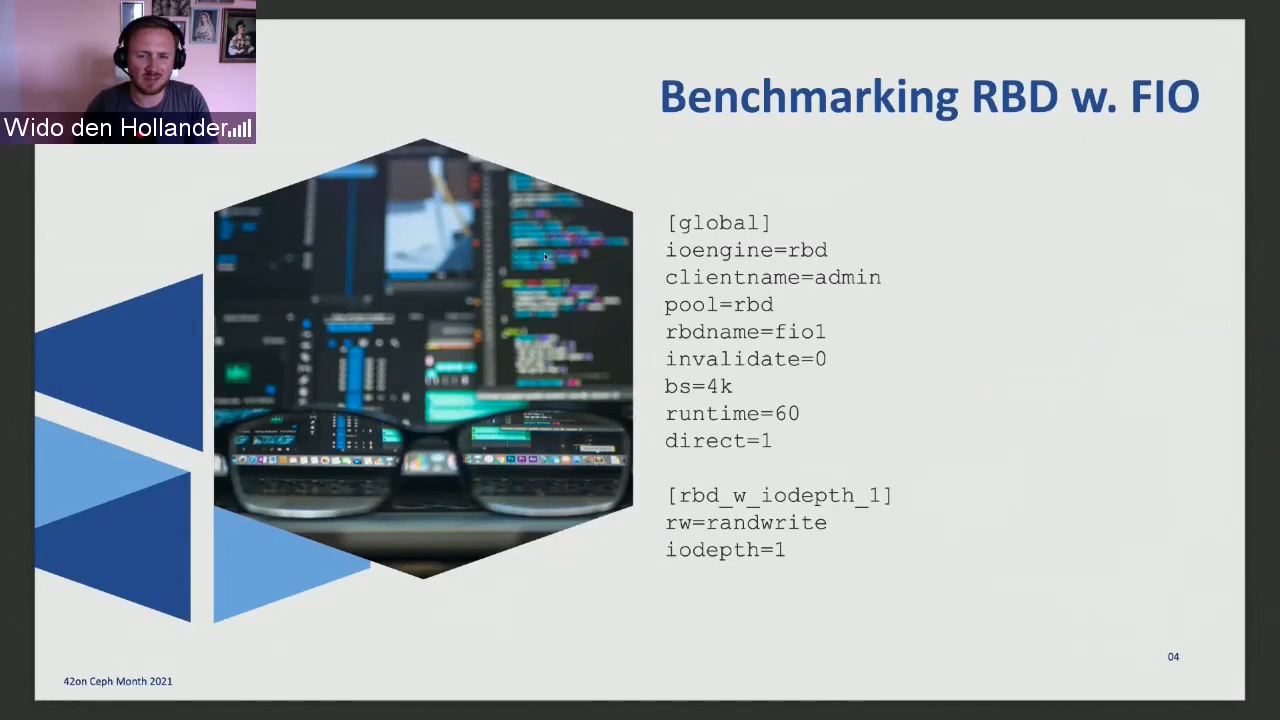 Wido den Hollander
Benchmarking RBD w. FIO
[global]
ioengine=rbd
clientname=admin
pool=rbd
rbdname=fio1
invalidate=0
bs=4k
runtime=60
direct=1
[rbd_w_iodepth_1]
rw=randwrite
iodepth=1
04
42on Ceph Month 2021